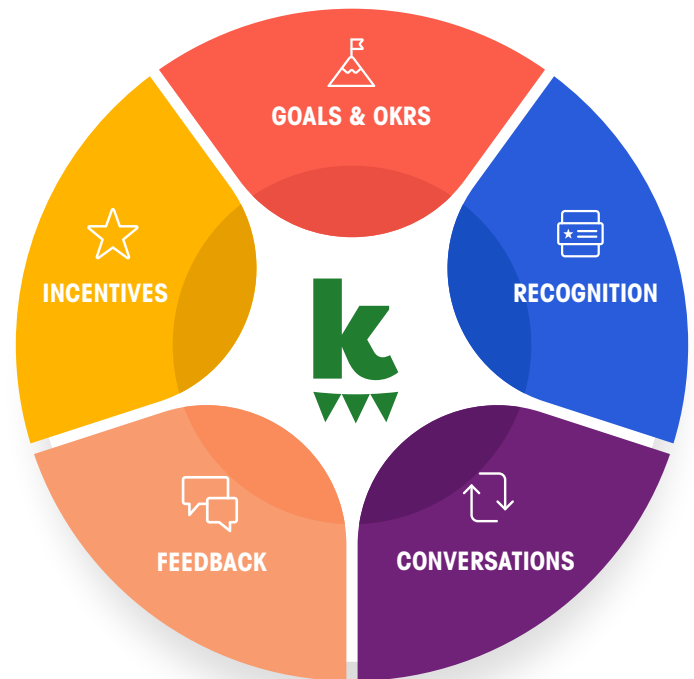 GOALS & OKRS
INCENTIVES
RECOGNITION
k
FEEDBACK
CONVERSATIONS